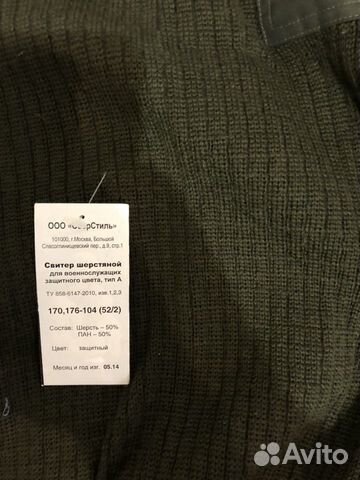 ООО «СферСтиль»
101000, г.Москва, Большой
Спасоглинищевский пер., д.9, стр.1
Свитер шерстяной
для военнослужащих
защитного цвета, тип А
ТУ 858-6147-2010, изв.1,2,3
170,176-104 (52/2)
Состав: Шерсть – 50%
ПАН – 50%
Цвет: защитный
Месяц и год изг. 05.14
Avito